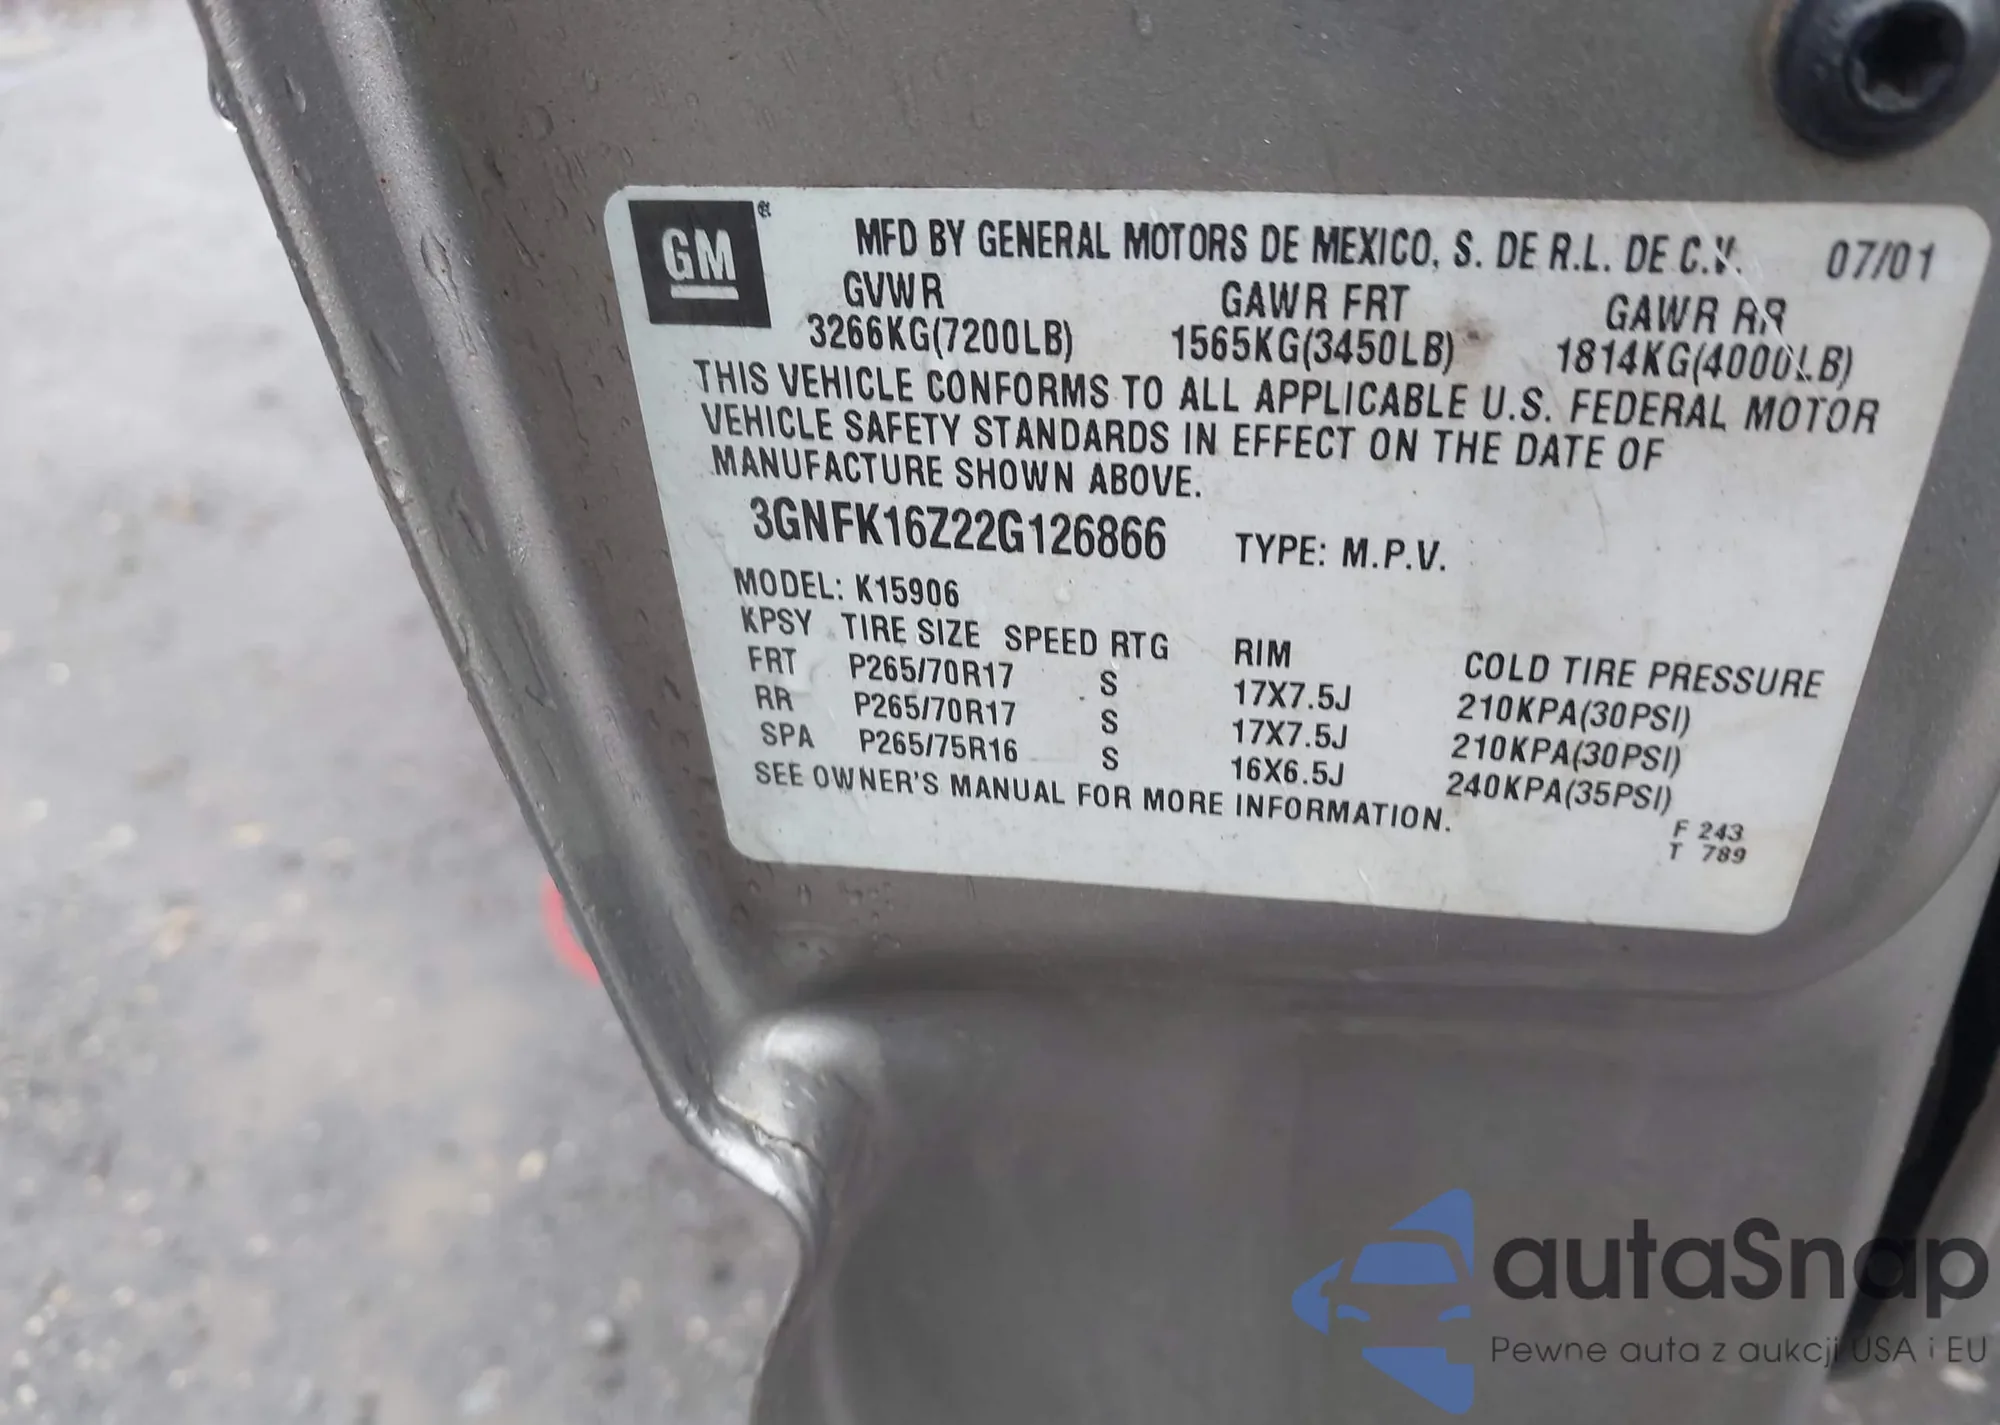 GM
MFD BY GENERAL MOTORS DE MEXICO, S. DE R.L. DE C.V. 07/01
GVWR GAWR FRT GAWR RR
3266KG(7200LB) 1565KG(3450LB) 1814KG(4000LB)
THIS VEHICLE CONFORMS TO ALL APPLICABLE U.S. FEDERAL MOTOR
VEHICLE SAFETY STANDARDS IN EFFECT ON THE DATE OF
MANUFACTURE SHOWN ABOVE.
3GNFK16Z22G126866 TYPE: M.P.V.
MODEL: K15906
KPSY TIRE SIZE SPEED RTG RIM COLD TIRE PRESSURE
FRT P265/70R17 S 17X7.5J 210KPA(30PSI)
RR P265/70R17 S 17X7.5J 210KPA(30PSI)
SPA P265/75R16 S 16X6.5J 240KPA(35PSI)
SEE OWNER'S MANUAL FOR MORE INFORMATION.
F 243
T 789
autaSnap
Pewne auta z aukcji USA i EU